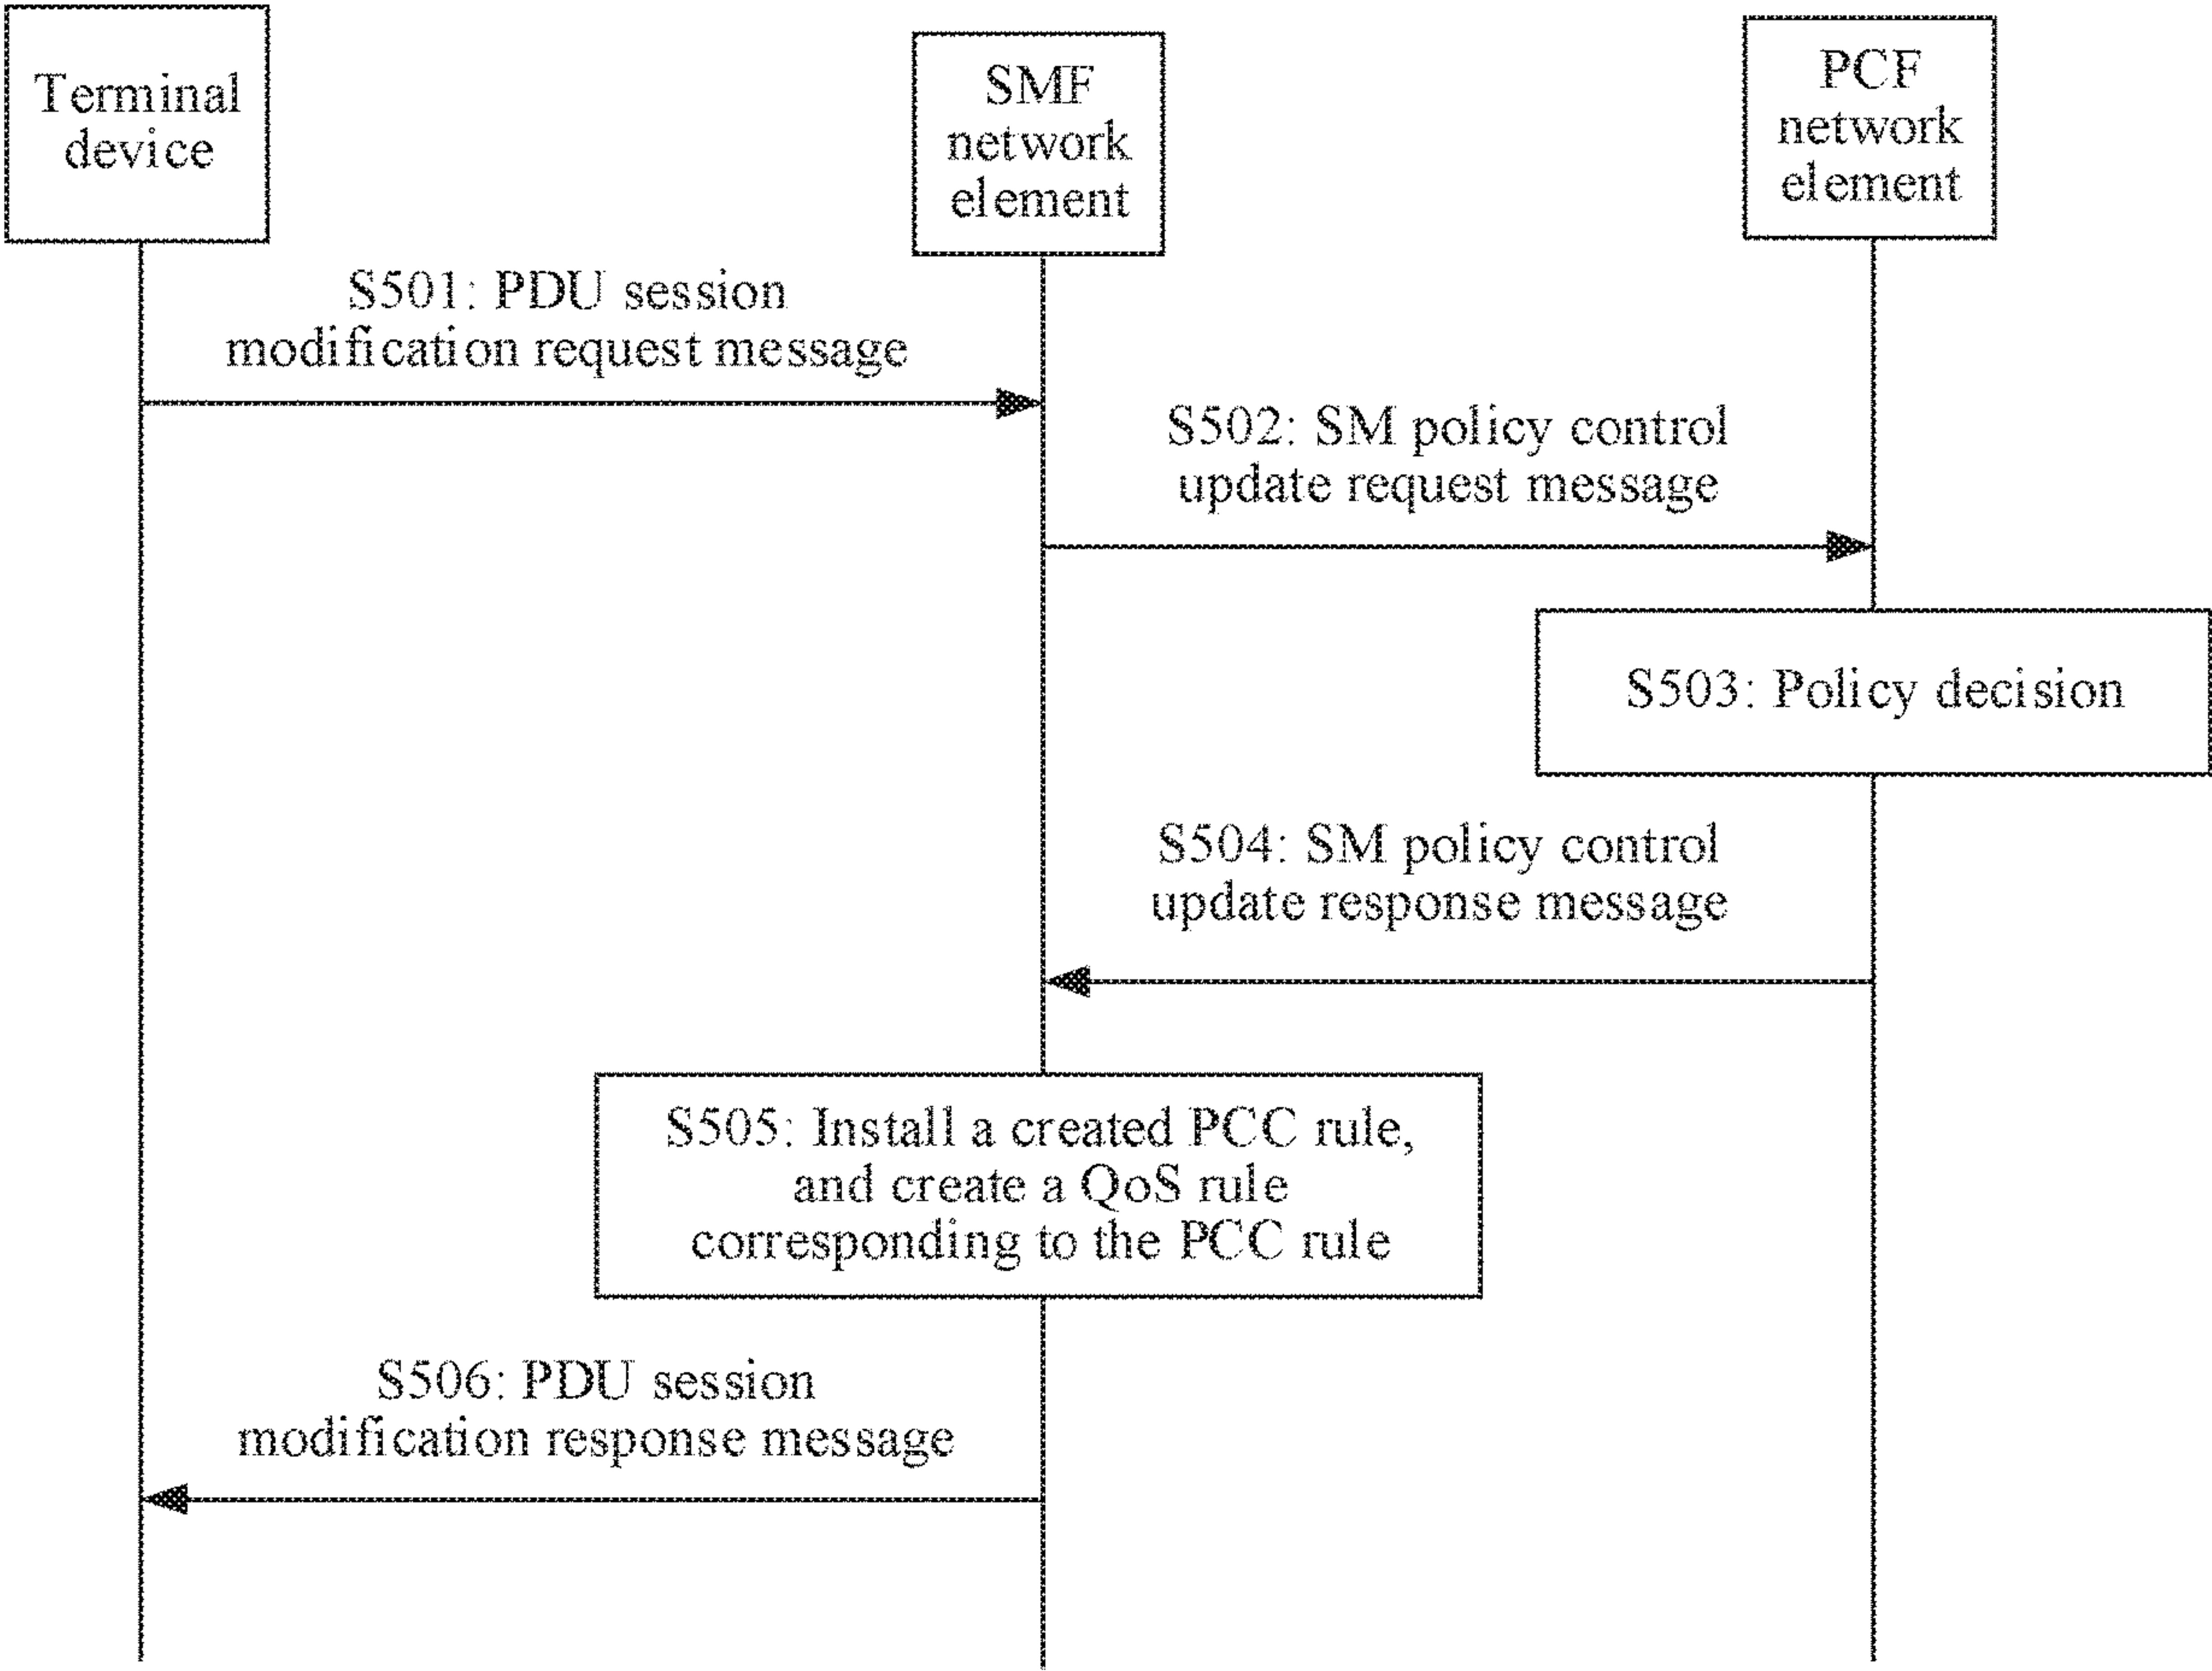 Terminal
device
SMF
network
element
PCF
network
element
S501: PDU session
modification request message
S502: SM policy control
update request message
S503: Policy decision
S504: SM policy control
update response message
S505: Install a created PCC rule,
and create a QoS rule
corresponding to the PCC rule
S506: PDU session
modification response message